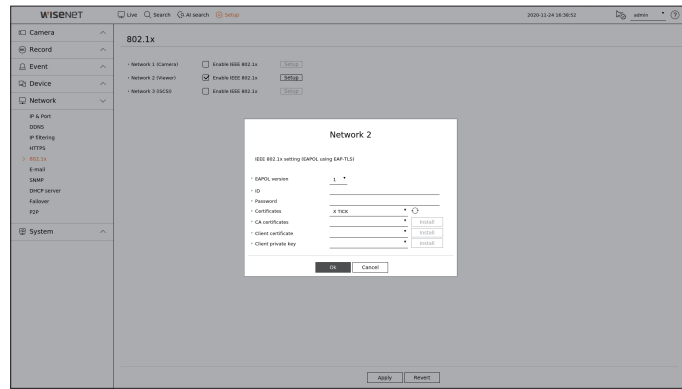 WISENET
Live Search AI search Setup 2020-11-24 16:38:52 admin ?
Camera
Record
Event
Device
Network
IP & Port
DDNS
IP filtering
HTTPS
> 802.1x
E-mail
SNMP
DHCP server
Failover
P2P
System
802.1x
Network 1 (Camera) Enable IEEE 802.1x Setup
Network 2 (Viewer) Enable IEEE 802.1x Setup
Network 3 (iSCSI) Enable IEEE 802.1x Setup
Network 2
IEEE 802.1x setting (EAPOL using EAP-TLS)
EAPOL version 1
ID
Password
Certificates X TICK
CA certificates Install
Client certificate Install
Client private key Install
Ok Cancel
Apply Revert